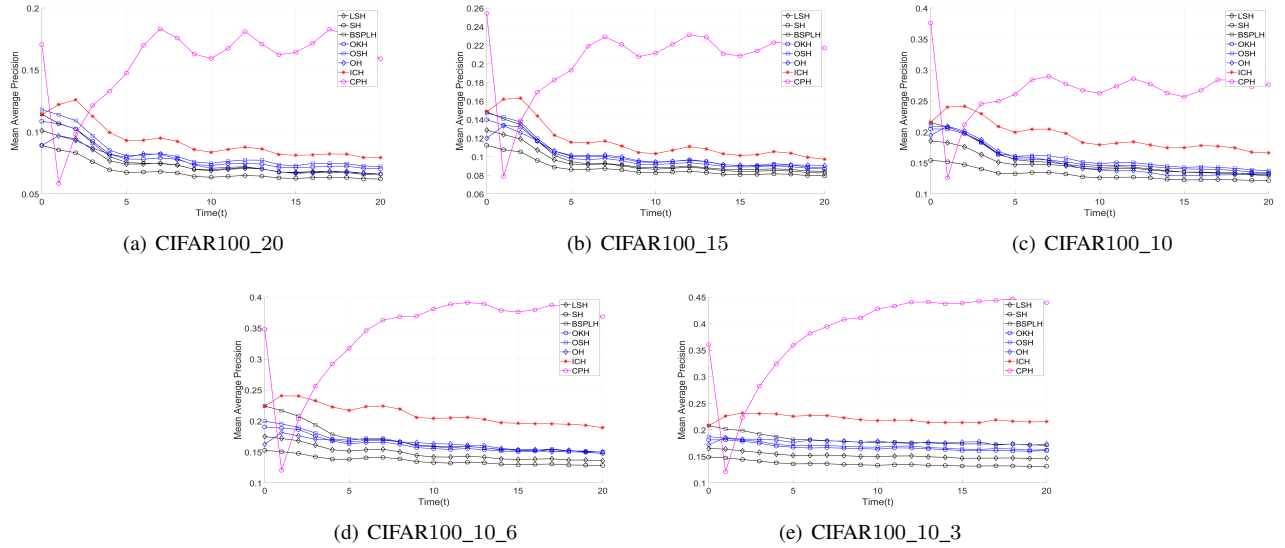 0.2
0.15
0.1
0.05
Mean Average Precision
0 5 10 15 20
Time(t)
LSH
SH
BSPLH
OKH
OSH
OH
ICH
CPH
(a) CIFAR100_20
0.26
0.24
0.22
0.2
0.18
0.16
0.14
0.12
0.1
0.08
0.06
Mean Average Precision
0 5 10 15 20
Time(t)
LSH
SH
BSPLH
OKH
OSH
OH
ICH
CPH
(b) CIFAR100_15
0.4
0.35
0.3
0.25
0.2
0.15
0.1
Mean Average Precision
0 5 10 15 20
Time(t)
LSH
SH
BSPLH
OKH
OSH
OH
ICH
CPH
(c) CIFAR100_10
0.4
0.35
0.3
0.25
0.2
0.15
0.1
Mean Average Precision
0 5 10 15 20
Time(t)
LSH
SH
BSPLH
OKH
OSH
OH
ICH
CPH
(d) CIFAR100_10_6
0.45
0.4
0.35
0.3
0.25
0.2
0.15
0.1
Mean Average Precision
0 5 10 15 20
Time(t)
LSH
SH
BSPLH
OKH
OSH
OH
ICH
CPH
(e) CIFAR100_10_3